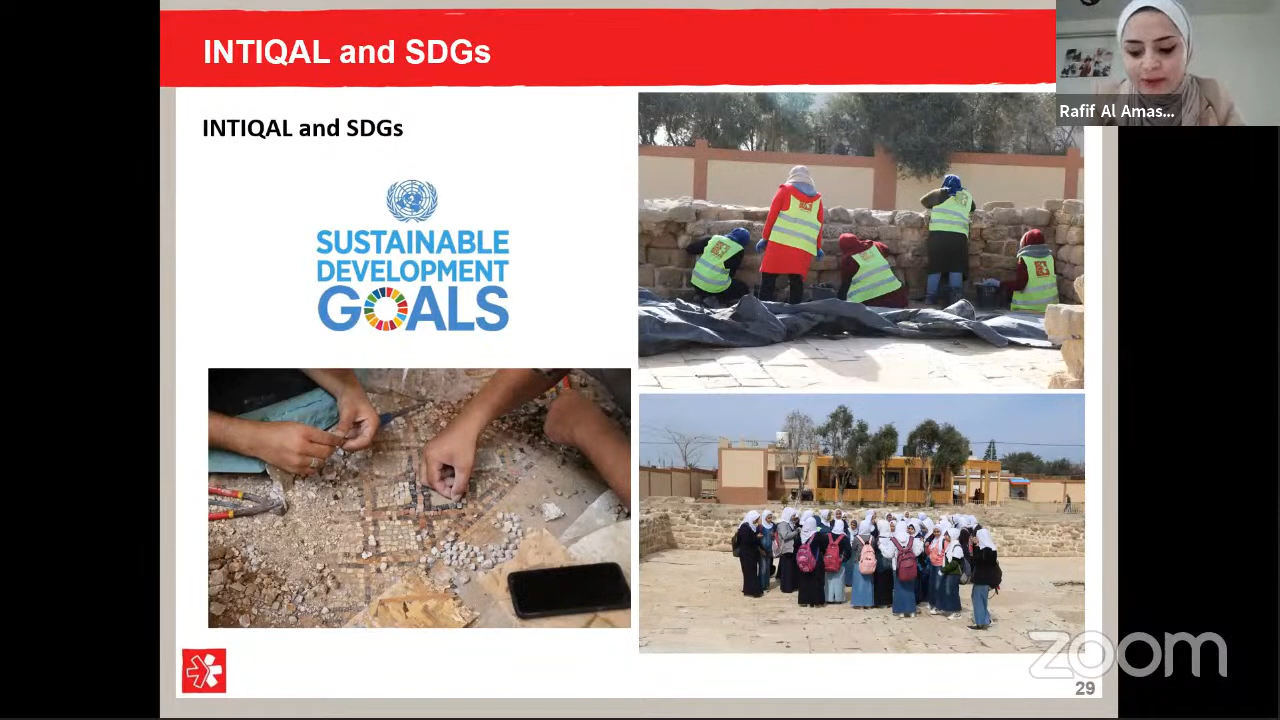 INTIQAL and SDGs
Rafif Al Amas...
INTIQAL and SDGs
SUSTAINABLE
DEVELOPMENT
GOALS
zoom
29